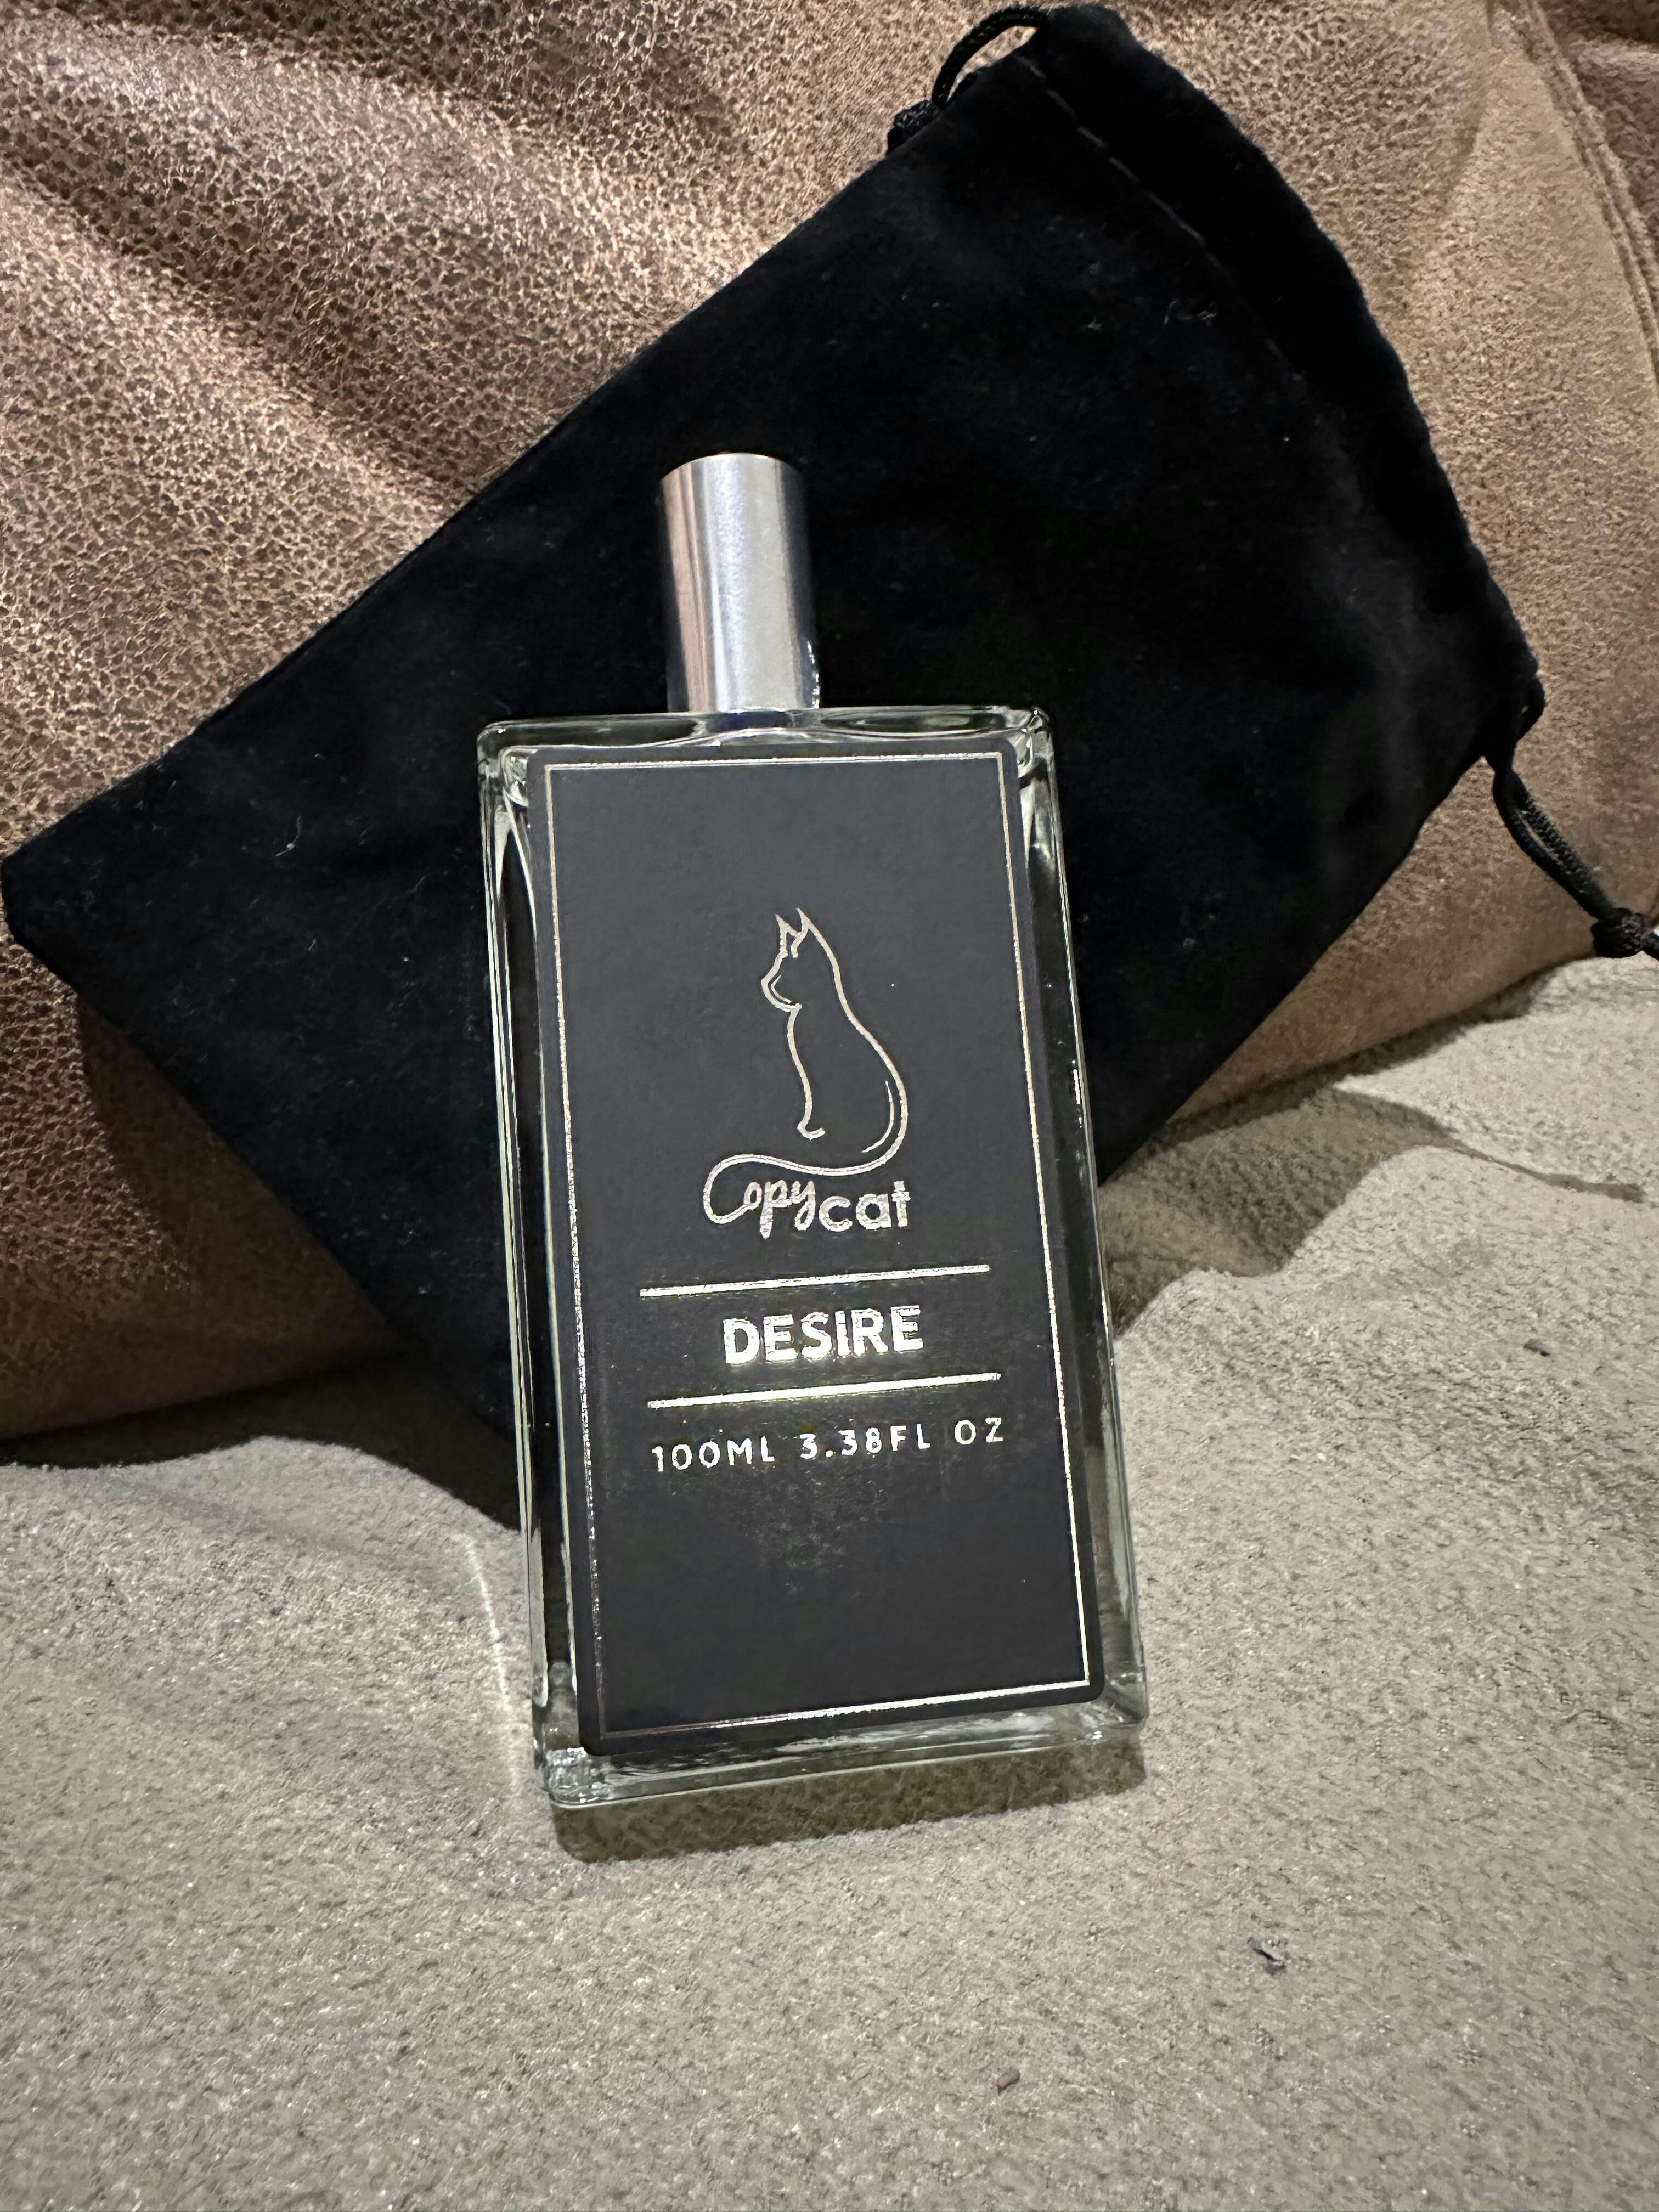 Copycat
DESIRE
100ML 3.38FL OZ